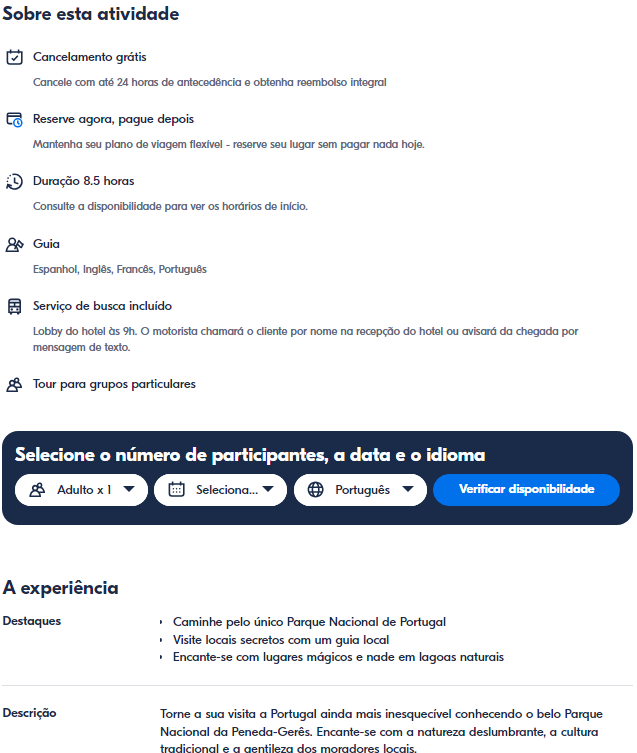 Sobre esta atividade
Cancelamento grátis
Cancele com até 24 horas de antecedência e obtenha reembolso integral
Reserve agora, pague depois
Mantenha seu plano de viagem flexível - reserve seu lugar sem pagar nada hoje.
Duração 8.5 horas
Consulte a disponibilidade para ver os horários de início.
Guia
Espanhol, Inglês, Francês, Português
Serviço de busca incluído
Lobby do hotel às 9h. O motorista chamará o cliente por nome na recepção do hotel ou avisará da chegada por
mensagem de texto.
Tour para grupos particulares
Selecione o número de participantes, a data e o idioma
Adulto x 1 Seleciona... Português Verificar disponibilidade
A experiência
Destaques
• Caminhe pelo único Parque Nacional de Portugal
• Visite locais secretos com um guia local
• Encante-se com lugares mágicos e nade em lagoas naturais
Descrição
Torne a sua visita a Portugal ainda mais inesquecível conhecendo o belo Parque
Nacional da Peneda-Gerês. Encante-se com a natureza deslumbrante, a cultura
tradicional e a gentileza dos moradores locais.